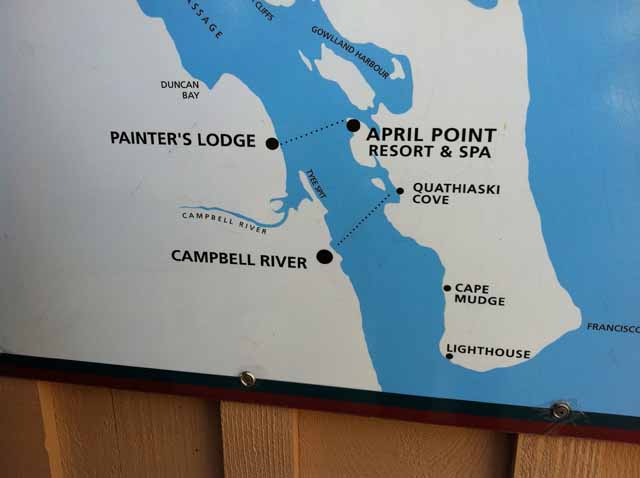 SSAGE
CLIFFS
GOWLLAND HARBOUR
DUNCAN
BAY
PAINTER'S LODGE
APRIL POINT
RESORT & SPA
TYEE SPIT
QUATHIASKI
COVE
CAMPBELL RIVER
CAMPBELL RIVER
CAPE
MUDGE
FRANCISCO
LIGHTHOUSE